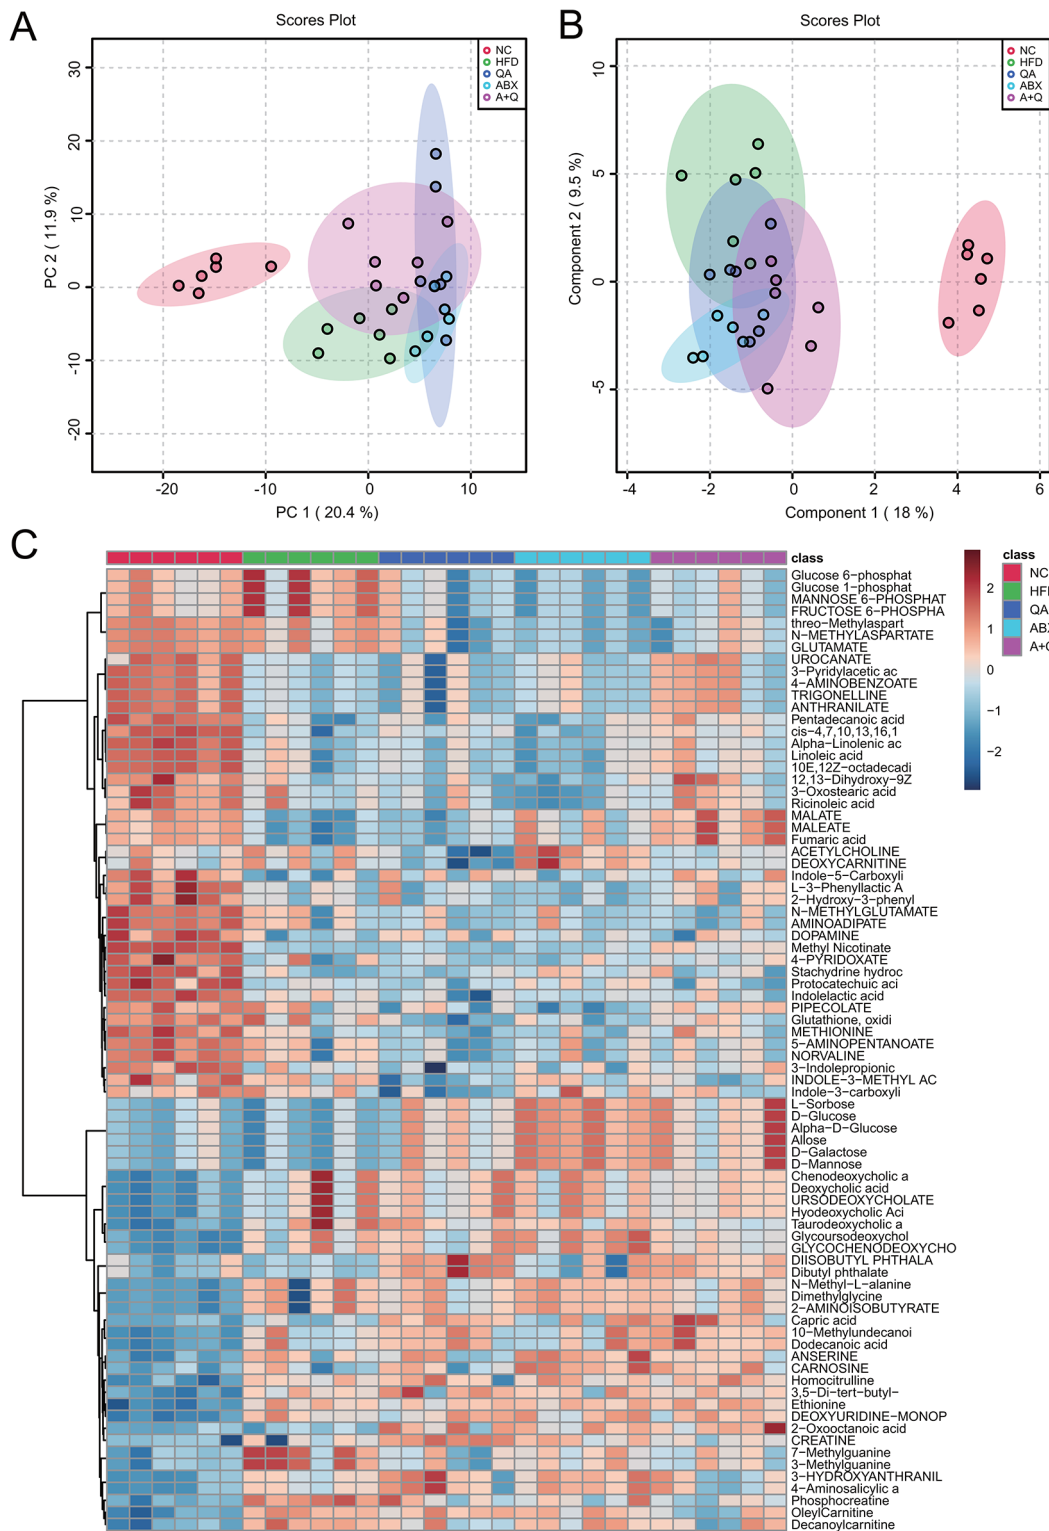 A
Scores Plot
NC
HFD
QA
ABX
A+Q
PC 2 ( 11.9 %)
30
20
10
0
-10
-20
-20
-10
0
10
PC 1 ( 20.4 %)
B
Scores Plot
NC
HFD
QA
ABX
A+Q
Component 2 ( 9.5 %)
10
5
0
-5
-4
-2
0
2
4
6
Component 1 ( 18 %)
C
class
Glucose 6−phosphat
Glucose 1−phosphat
MANNOSE 6−PHOSPHAT
FRUCTOSE 6−PHOSPHA
threo−Methylaspart
N−METHYLASPARTATE
GLUTAMATE
UROCANATE
3−Pyridylacetic ac
4−AMINOBENZOATE
TRIGONELLINE
ANTHRANILATE
Pentadecanoic acid
cis−4,7,10,13,16,1
Alpha−Linolenic ac
Linoleic acid
10E,12Z−octadecadi
12,13−Dihydroxy−9Z
3−Oxostearic acid
Ricinoleic acid
MALATE
MALEATE
Fumaric acid
ACETYLCHOLINE
DEOXYCARNITINE
Indole−5−Carboxyli
L−3−Phenyllactic A
2−Hydroxy−3−phenyl
N−METHYLGLUTAMATE
AMINOADIPATE
DOPAMINE
Methyl Nicotinate
4−PYRIDOXATE
Stachydrine hydroc
Protocatechuic aci
Indolelactic acid
PIPECOLATE
Glutathione, oxidi
METHIONINE
5−AMINOPENTANOATE
NORVALINE
3−Indolepropionic
INDOLE−3−METHYL AC
Indole−3−carboxyli
L−Sorbose
D−Glucose
Alpha−D−Glucose
Allose
D−Galactose
D−Mannose
Chenodeoxycholic a
Deoxycholic acid
URSODEOXYCHOLATE
Hyodeoxycholic Aci
Taurodeoxycholic a
Glycoursodeoxychol
GLYCOCHENODEOXYCHO
DIISOBUTYL PHTHALA
Dibutyl phthalate
N−Methyl−L−alanine
Dimethylglycine
2−AMINOISOBUTYRATE
Capric acid
10−Methylundecanoi
Dodecanoic acid
ANSERINE
CARNOSINE
Homocitrulline
3,5−Di−tert−butyl−
Ethionine
DEOXYURIDINE−MONOP
2−Oxooctanoic acid
CREATINE
7−Methylguanine
3−Methylguanine
3−HYDROXYANTHRANIL
4−Aminosalicylic a
Phosphocreatine
OleylCarnitine
Decanoylcarnitine
2
1
0
−1
−2
class
NC
HFD
QA
ABX
A+Q